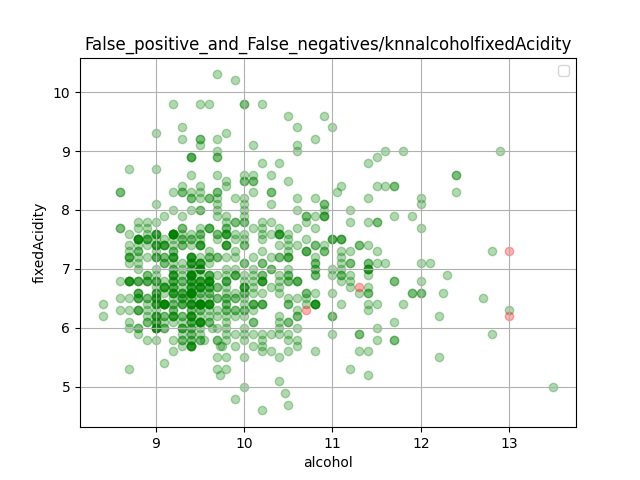 False_positive_and_False_negatives/knnalcoholfixedAcidity
10
9
8
7
6
5
fixedAcidity
9 10 11 12 13
alcohol